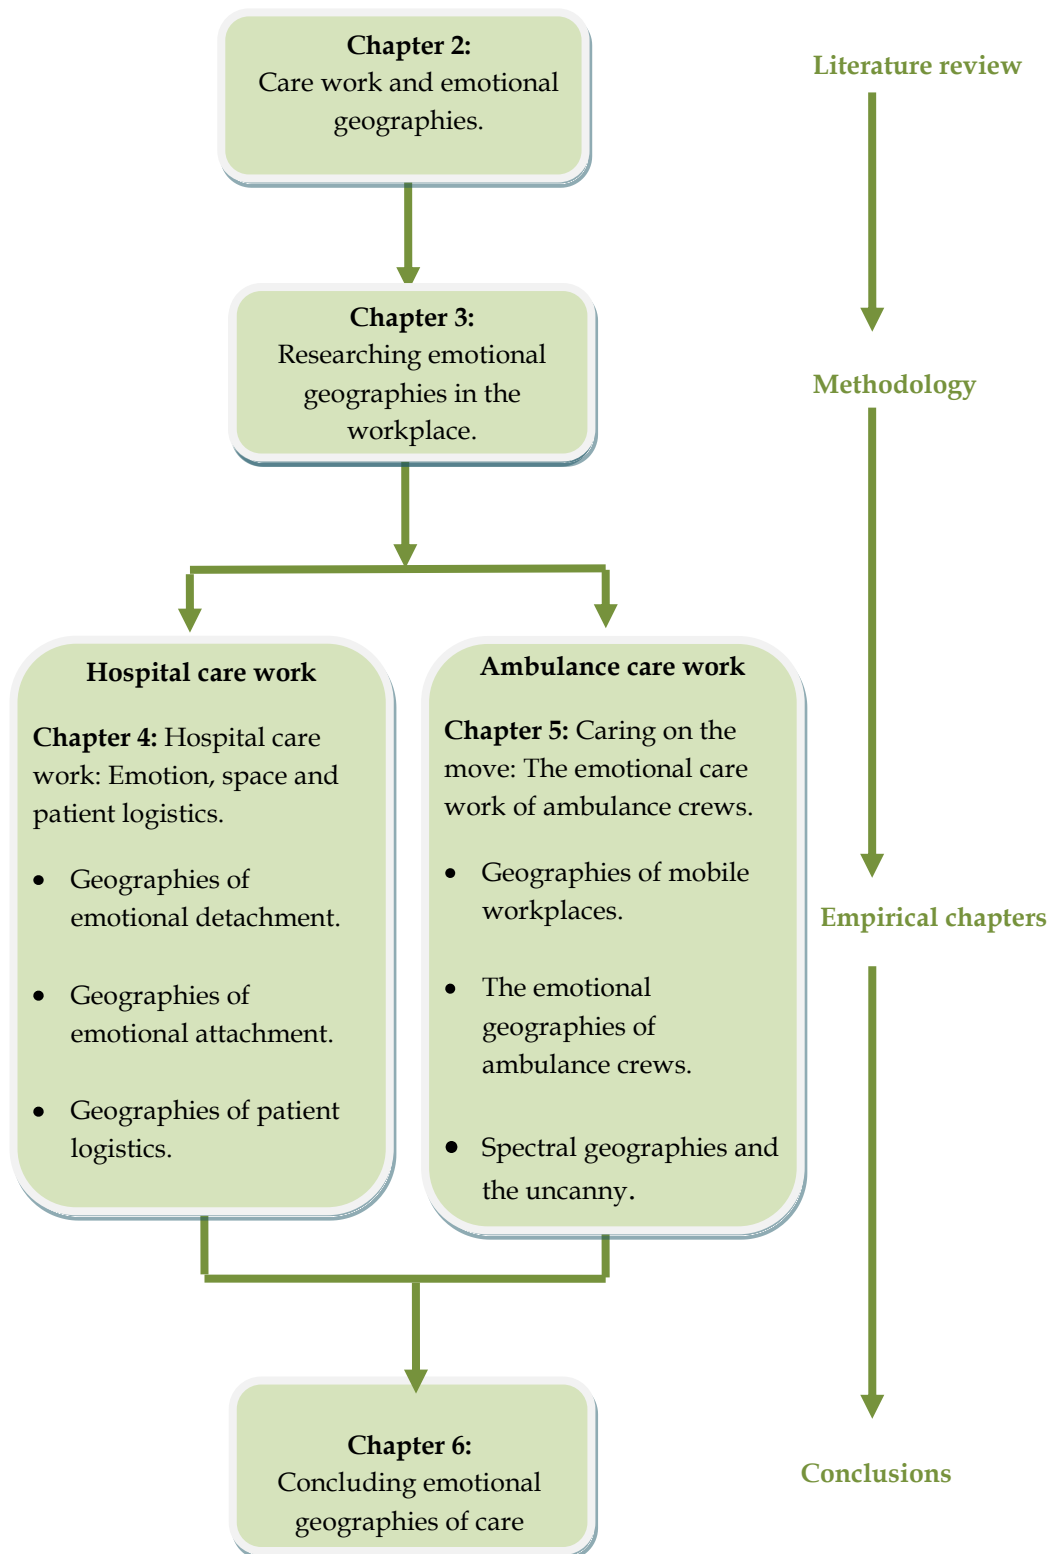 Chapter 2:
Care work and emotional
geographies.
Literature review
Chapter 3:
Researching emotional
geographies in the
workplace.
Methodology
Hospital care work
Chapter 4: Hospital care
work: Emotion, space and
patient logistics.
• Geographies of
emotional detachment.
• Geographies of
emotional attachment.
• Geographies of patient
logistics.
Ambulance care work
Chapter 5: Caring on the
move: The emotional care
work of ambulance crews.
• Geographies of mobile
workplaces.
• The emotional
geographies of
ambulance crews.
• Spectral geographies and
the uncanny.
Empirical chapters
Chapter 6:
Concluding emotional
geographies of care
Conclusions